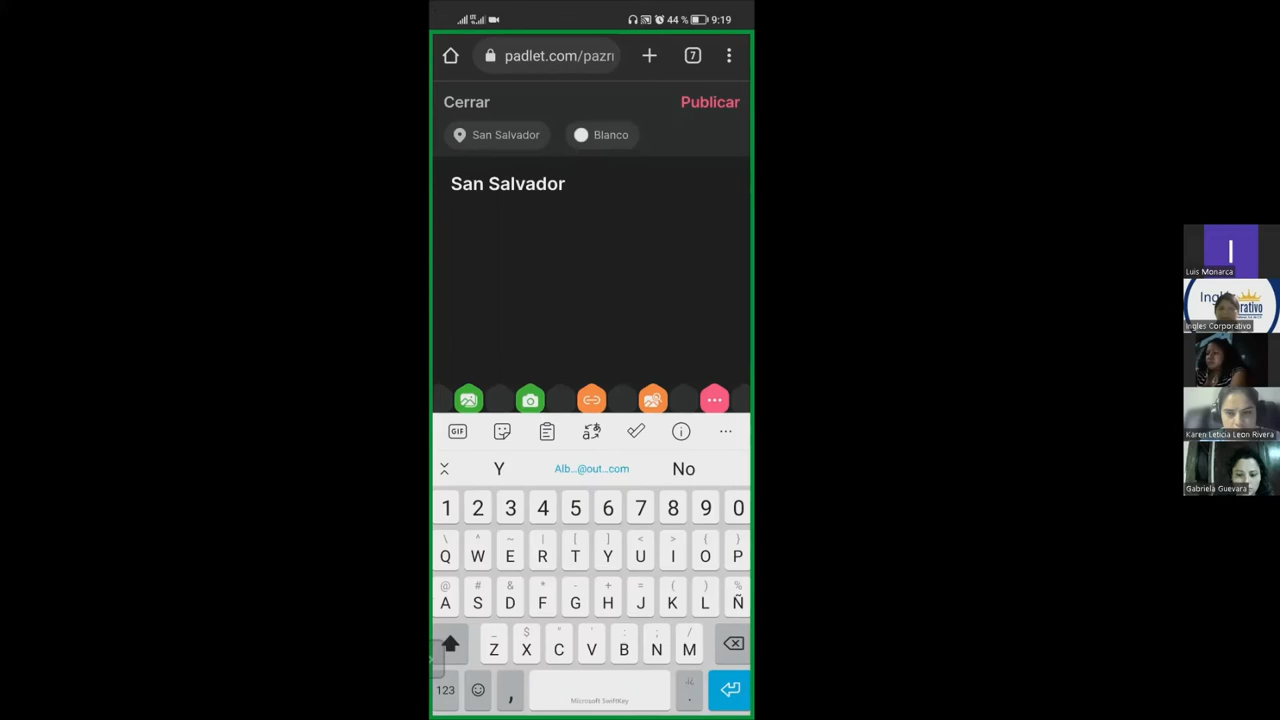 44 % 9:19
padlet.com/pazr
7
Cerrar
Publicar
San Salvador
Blanco
San Salvador
GIF
Y
Alb...@out...com
No
1 2 3 4 5 6 7 8 9 0
\ ^ ~ | [ ] < > { }
Q W E R T Y U I O P
@ # & * - + = ( ) %
A S D F G H J K L Ñ
_ $ " ' : ; /
Z X C V B N M
123 , .
Microsoft SwiftKey
I
Luis Monarca
Ingles Corporativo
Karen Leticia Leon Rivera
Gabriela Guevara